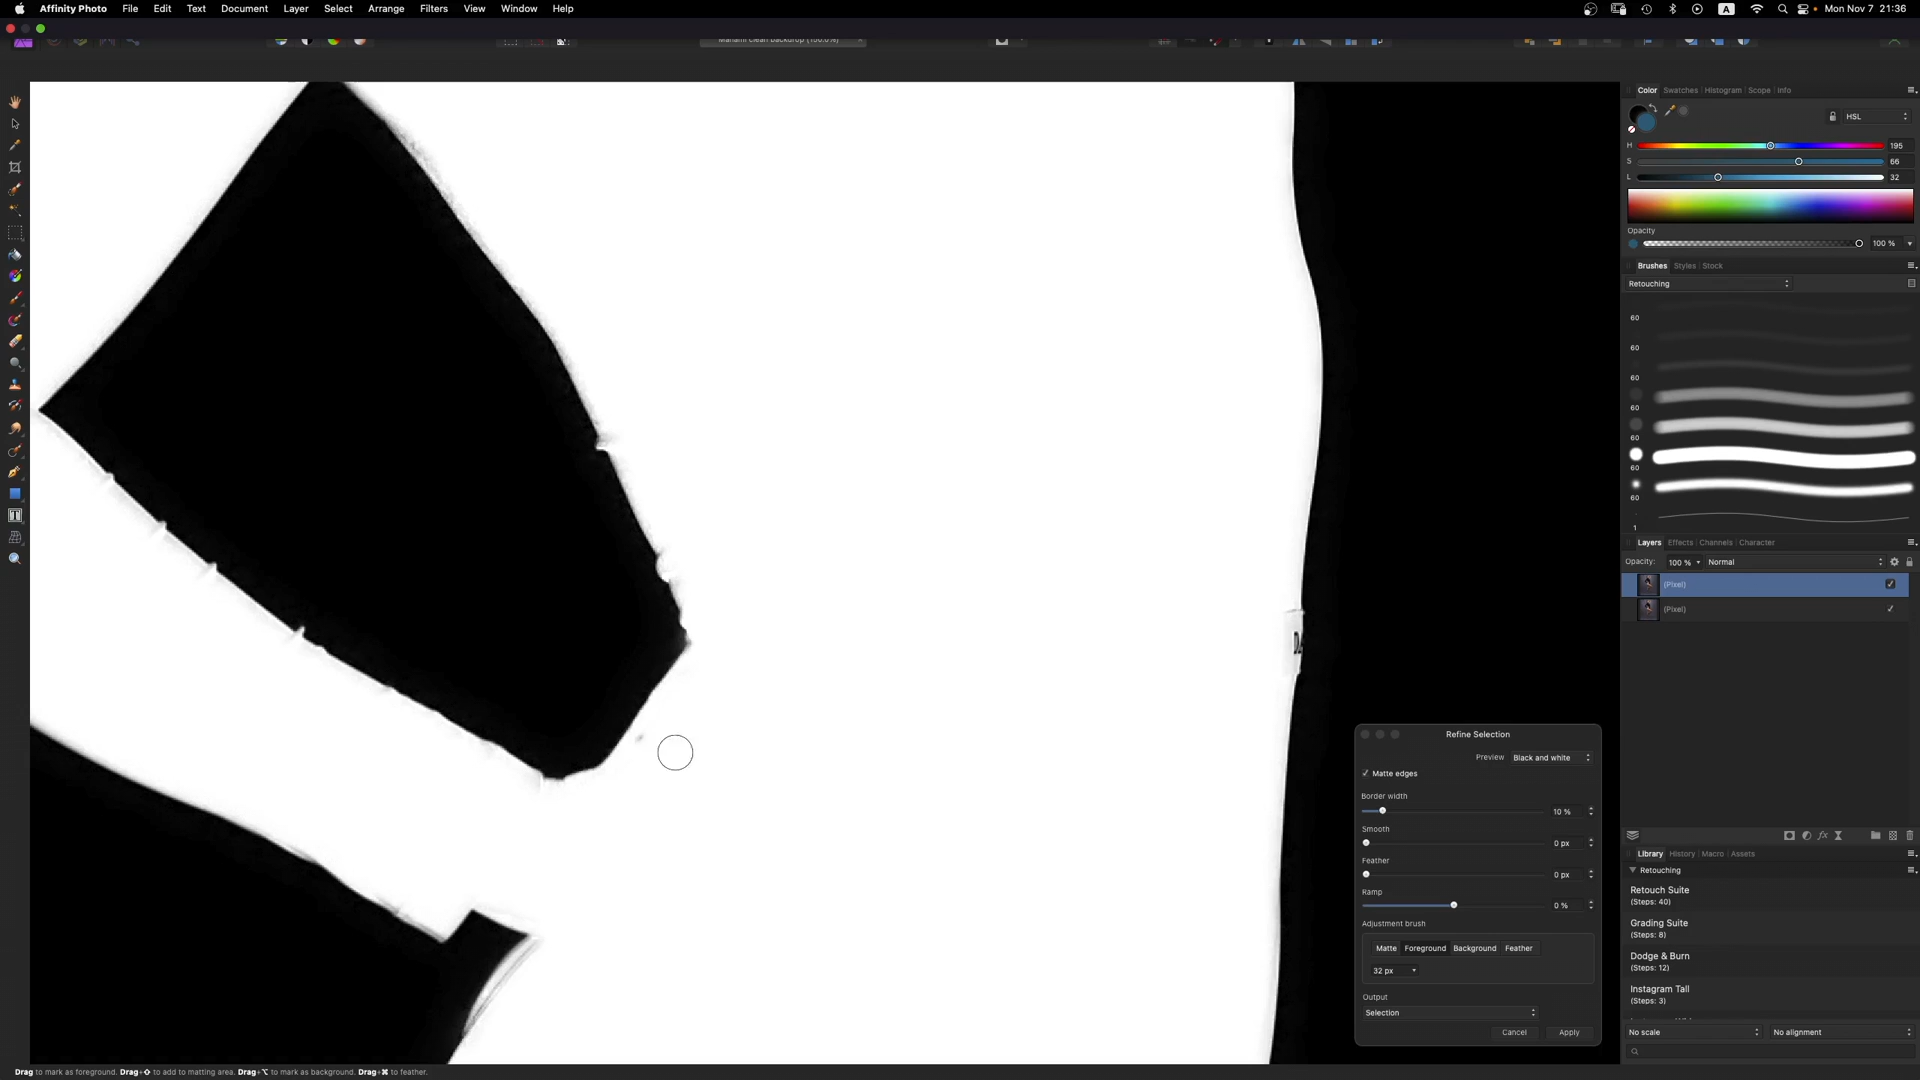 Affinity Photo File Edit Text Document Layer Select Arrange Filters View Window Help
A Mon Nov 7 21:36
Color Swatches Histogram Scope Info
HSL
H 195
S 66
L 32
Opacity
100 %
Brushes Styles Stock
Retouching
60
60
60
60
60
60
60
1
Layers Effects Channels Character
Opacity: 100 % Normal
(Pixel)
(Pixel)
Refine Selection
Preview Black and white
Matte edges
Border width
10 %
Smooth
0 px
Feather
0 px
Ramp
0 %
Adjustment brush
Matte Foreground Background Feather
32 px
Output
Selection
Cancel Apply
Library History Macro Assets
Retouching
Retouch Suite
(Steps: 40)
Grading Suite
(Steps: 8)
Dodge & Burn
(Steps: 12)
Instagram Tall
(Steps: 3)
No scale No alignment
Drag to mark as foreground. Drag+⇧ to add to matting area. Drag+⌥ to mark as background. Drag+⌘ to feather.